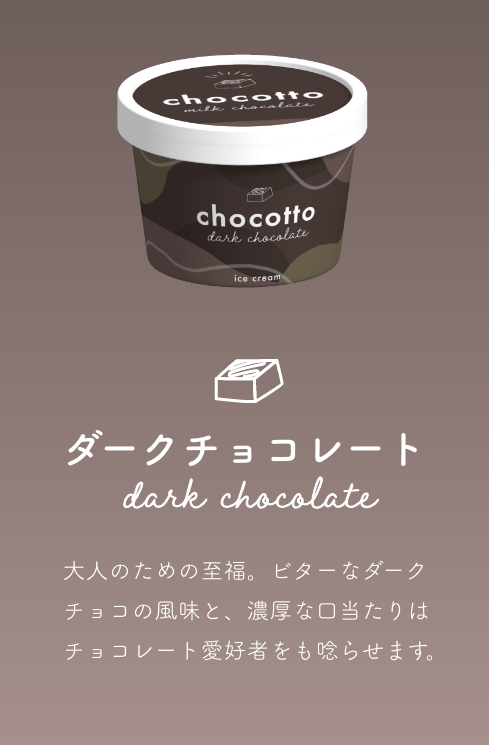 chocotto
milk chocolate
chocotto
dark chocolate
ice cream
ダークチョコレート
dark chocolate
大人のための至福。ビターなダーク
チョコの風味と、濃厚な口当たりは
チョコレート愛好者をも唸らせます。